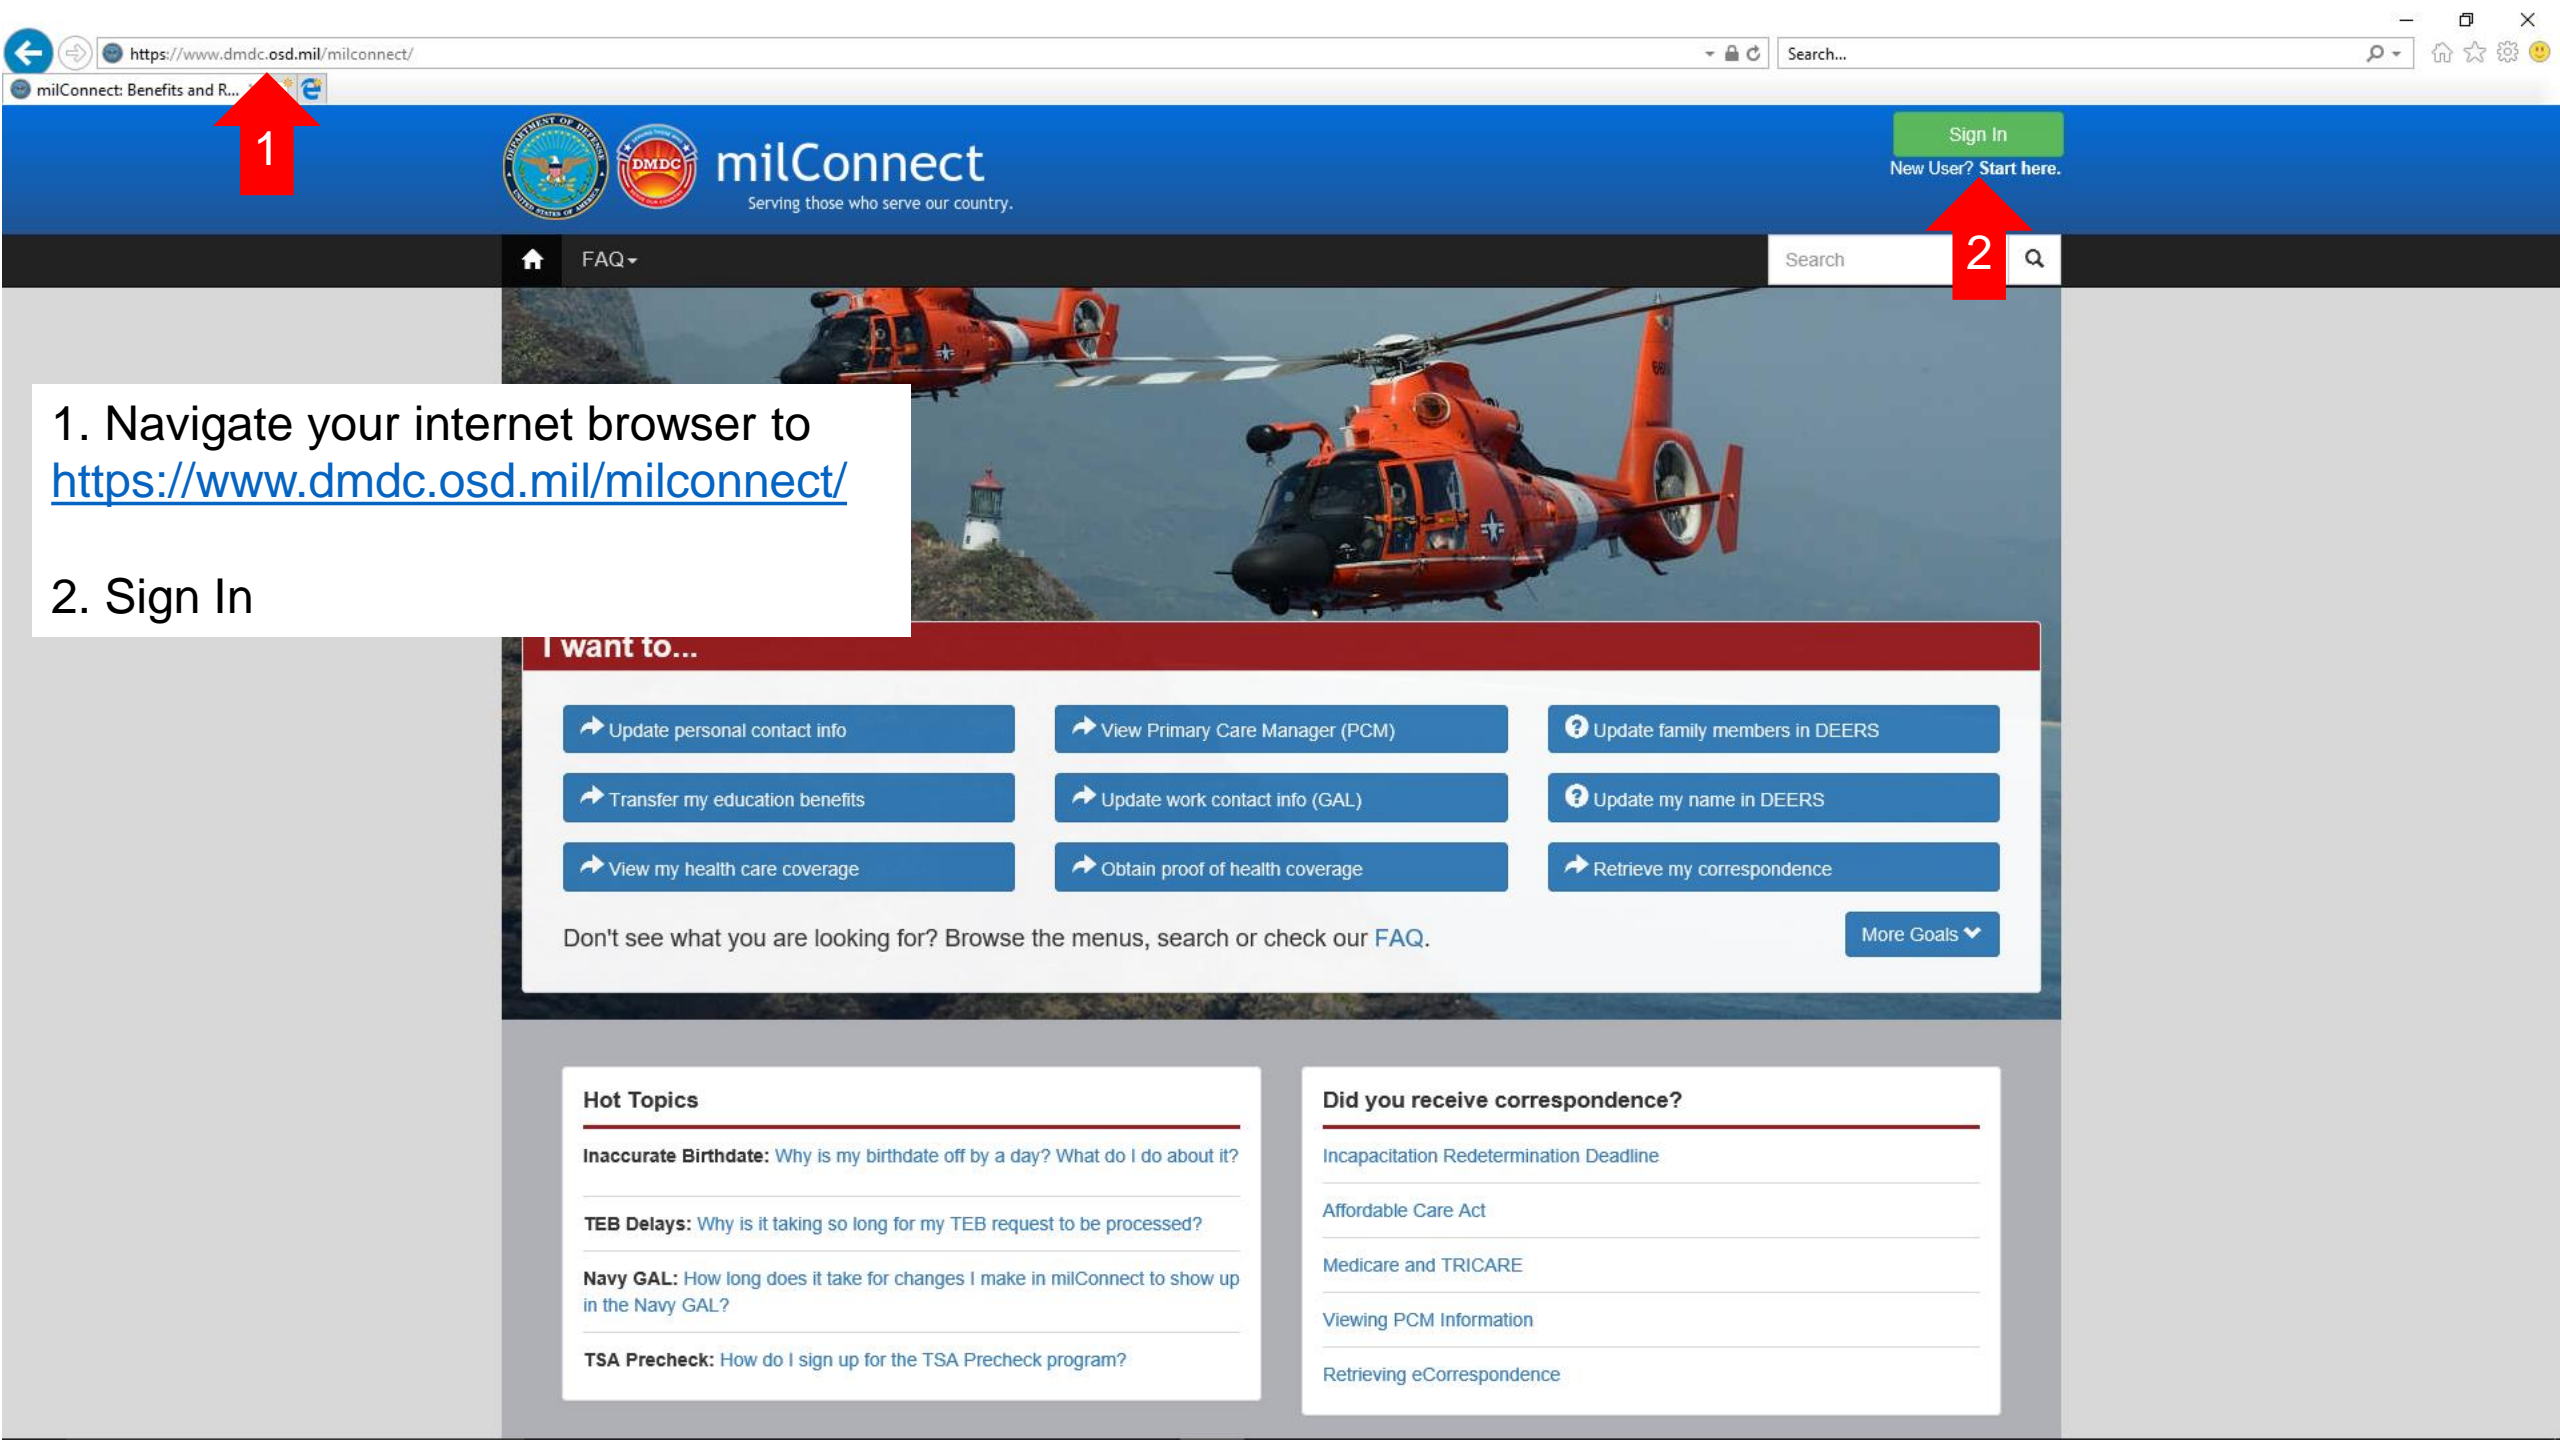 https://www.dmdc.osd.mil/milconnect/
Search...
milConnect: Benefits and R...
1
DMDC
milConnect
Serving those who serve our country.
Sign In
New User? Start here.
FAQ
Search
2
1. Navigate your internet browser to
https://www.dmdc.osd.mil/milconnect/
2. Sign In
I want to...
Update personal contact info
View Primary Care Manager (PCM)
Update family members in DEERS
Transfer my education benefits
Update work contact info (GAL)
Update my name in DEERS
View my health care coverage
Obtain proof of health coverage
Retrieve my correspondence
Don't see what you are looking for? Browse the menus, search or check our FAQ.
More Goals
Hot Topics
Inaccurate Birthdate: Why is my birthdate off by a day? What do I do about it?
TEB Delays: Why is it taking so long for my TEB request to be processed?
Navy GAL: How long does it take for changes I make in milConnect to show up
in the Navy GAL?
TSA Precheck: How do I sign up for the TSA Precheck program?
Did you receive correspondence?
Incapacitation Redetermination Deadline
Affordable Care Act
Medicare and TRICARE
Viewing PCM Information
Retrieving eCorrespondence